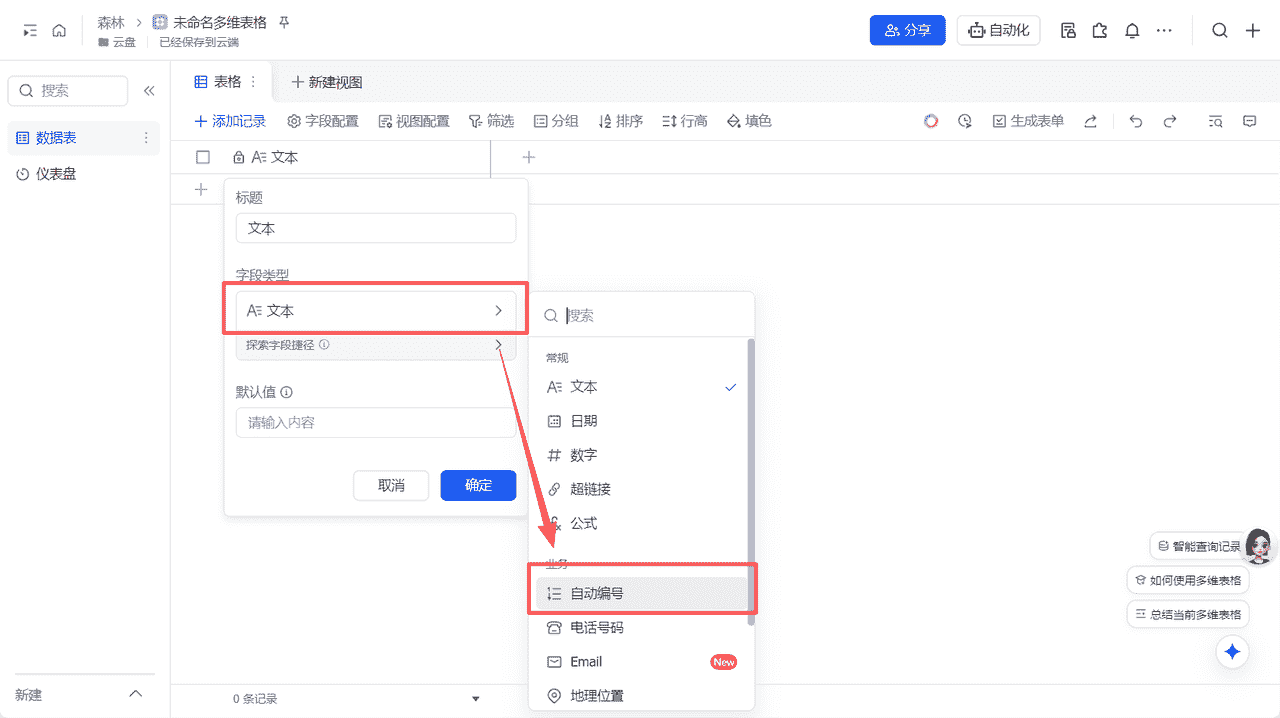 森林 > 未命名多维表格
云盘 | 已经保存到云端
分享
自动化
搜索
数据表
仪表盘
新建
表格
新建视图
添加记录 字段配置 视图配置 筛选 分组 排序 行高 填色 生成表单
文本
标题
文本
字段类型
文本
探索字段捷径
默认值
请输入内容
取消 确定
搜索
常规
文本
日期
数字
超链接
公式
业务
自动编号
电话号码
Email New
地理位置
智能查询记录
如何使用多维表格
总结当前多维表格
0 条记录